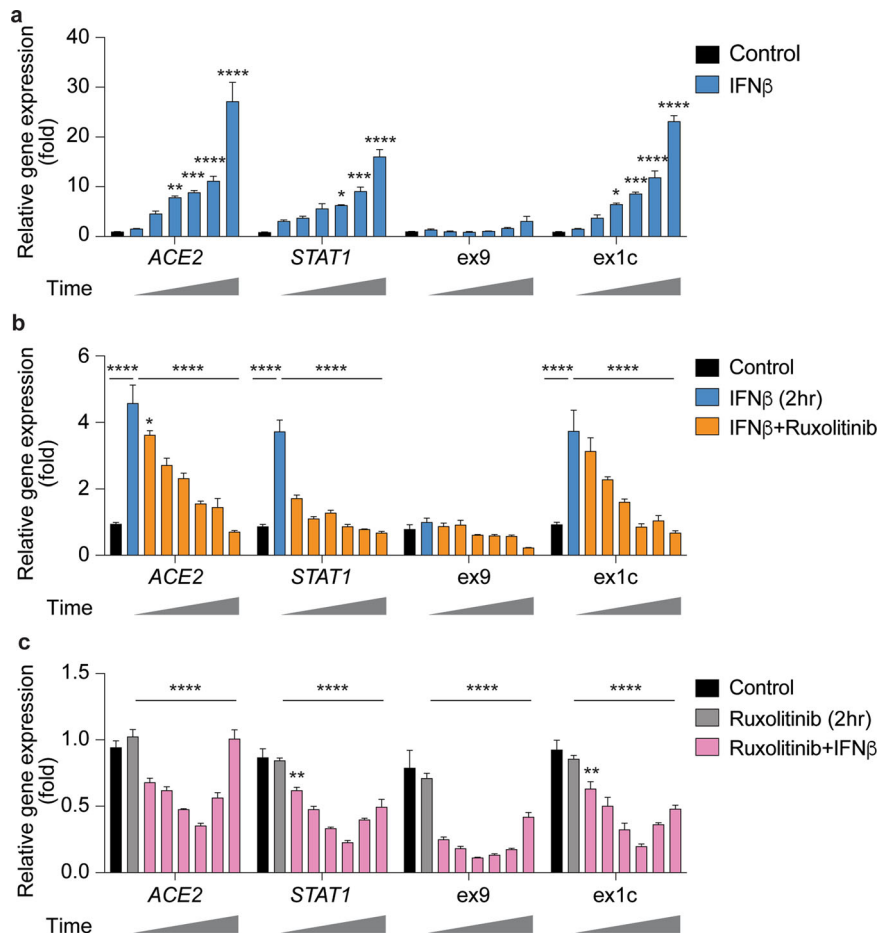 a
Relative gene expression
(fold)
40
30
20
10
0
** *** **** ****
* *** ****
* *** **** ****
ACE2 STAT1 ex9 ex1c
Time
Control
IFNβ
b
Relative gene expression
(fold)
6
4
2
0
**** **** **** **** **** ****
*
ACE2 STAT1 ex9 ex1c
Time
Control
IFNβ (2hr)
IFNβ+Ruxolitinib
c
Relative gene expression
(fold)
1.5
1.0
0.5
0.0
**** **** **** ****
** **
ACE2 STAT1 ex9 ex1c
Time
Control
Ruxolitinib (2hr)
Ruxolitinib+IFNβ